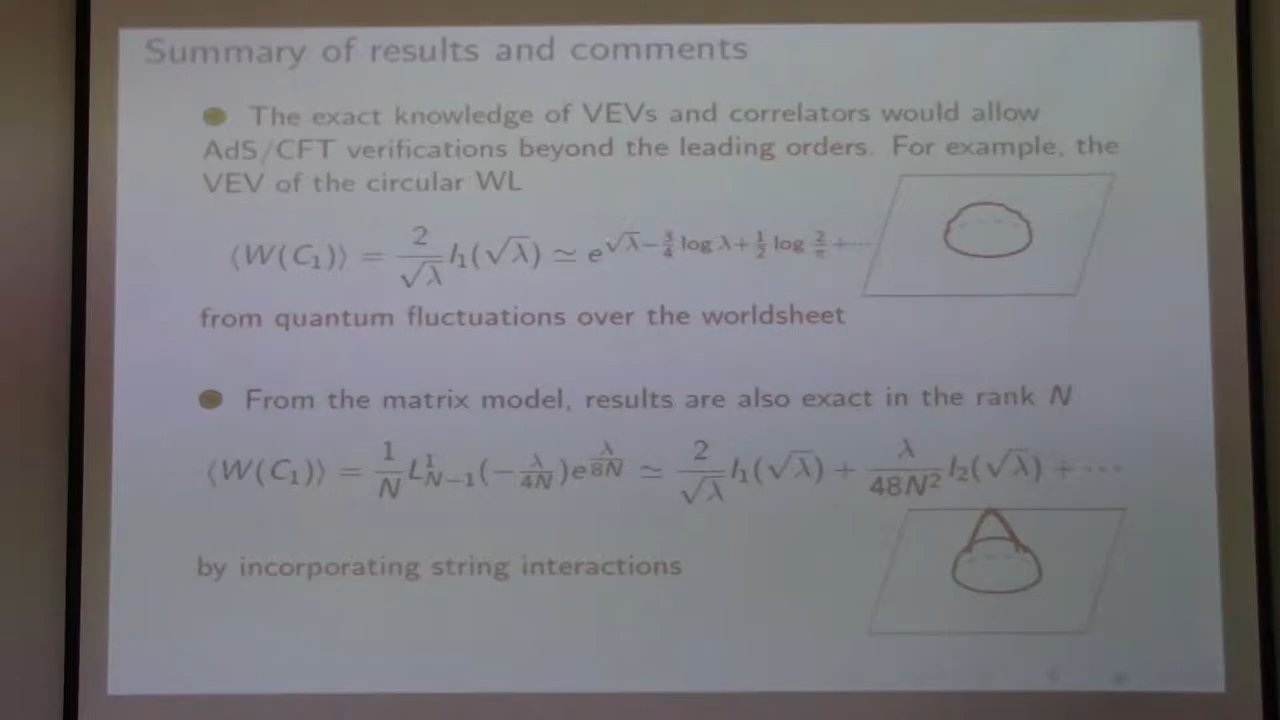 Summary of results and comments
The exact knowledge of VEVs and correlators would allow
AdS/CFT verifications beyond the leading orders. For example, the
VEV of the circular WL
⟨W(C₁)⟩ = 2/√λ I₁(√λ) ≃ e^{√λ−3/4 log λ+1/2 log 2/π +···}
from quantum fluctuations over the worldsheet
From the matrix model, results are also exact in the rank N
⟨W(C₁)⟩ = 1/N L¹_{N−1}(−λ/4N)e^{λ/8N} ≃ 2/√λ I₁(√λ) + λ/48N² I₂(√λ) + ···
by incorporating string interactions